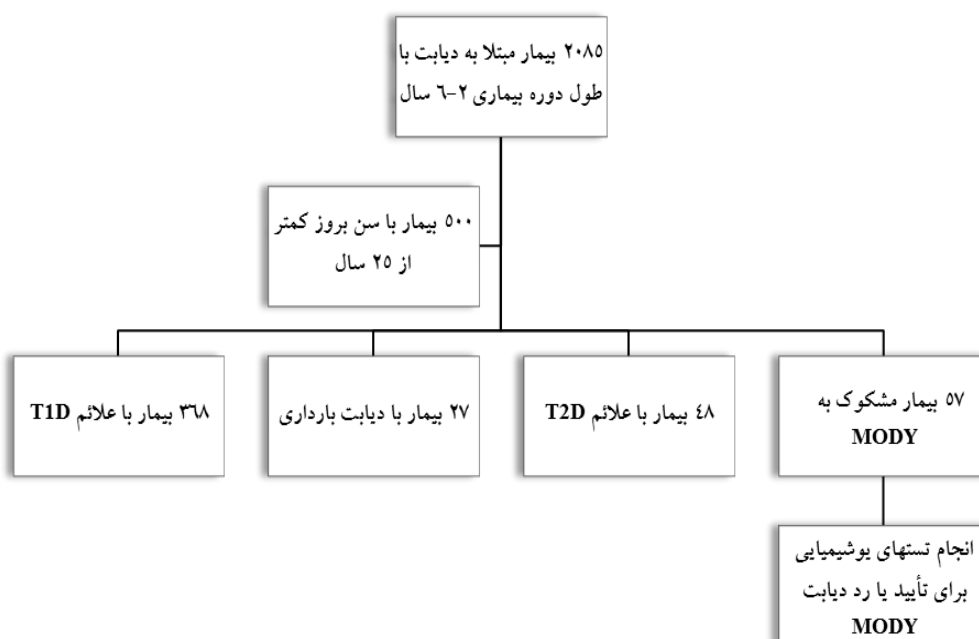 ۲۰۸۵ بیمار مبتلا به دیابت با
طول دوره بیماری ۲-۶ سال
۵۰۰ بیمار با سن بروز کمتر
از ۲۵ سال
۵۷ بیمار مشکوک به
MODY
۴۸ بیمار با علائم T2D
۲۷ بیمار با دیابت بارداری
۳۶۸ بیمار با علائم T1D
انجام تستهای یوشیمیایی
برای تأیید یا رد دیابت
MODY